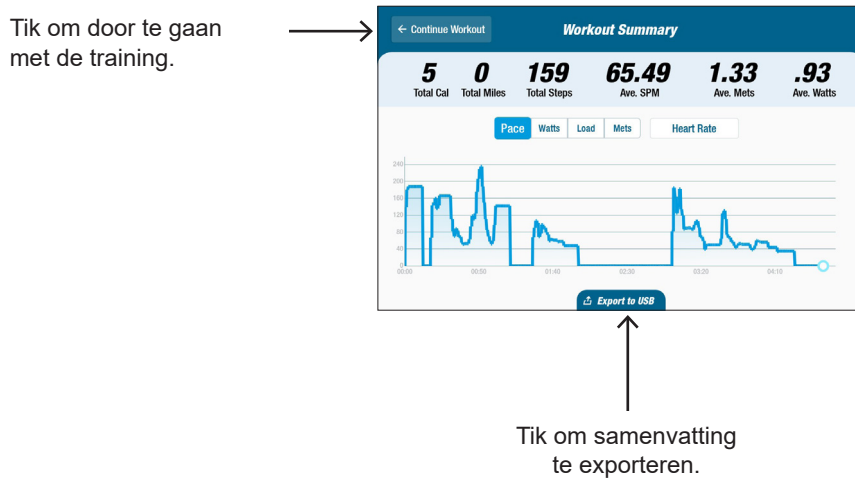 Tik om door te gaan
met de training.
← Continue Workout
Workout Summary
5 0 159 65.49 1.33 .93
Total Cal Total Miles Total Steps Ave. SPM Ave. Mets Ave. Watts
Pace Watts Load Mets Heart Rate
240
200
160
120
80
40
0
00:00 00:50 01:40 02:30 03:20 04:10
Export to USB
Tik om samenvatting
te exporteren.